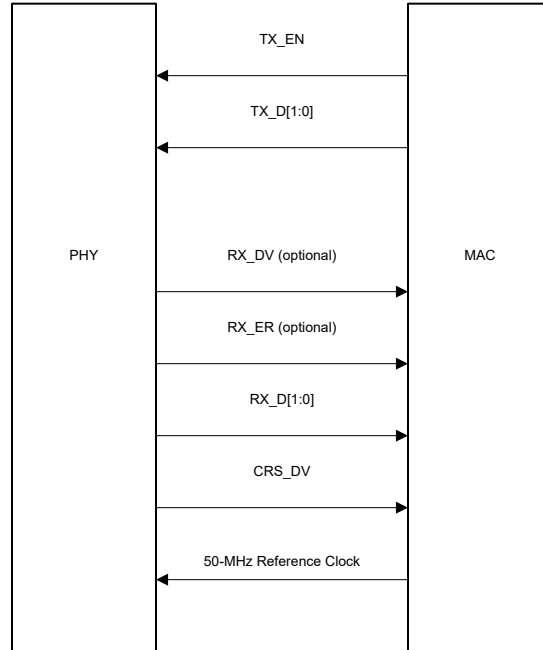 TX_EN
TX_D[1:0]
PHY
RX_DV (optional)
MAC
RX_ER (optional)
RX_D[1:0]
CRS_DV
50-MHz Reference Clock